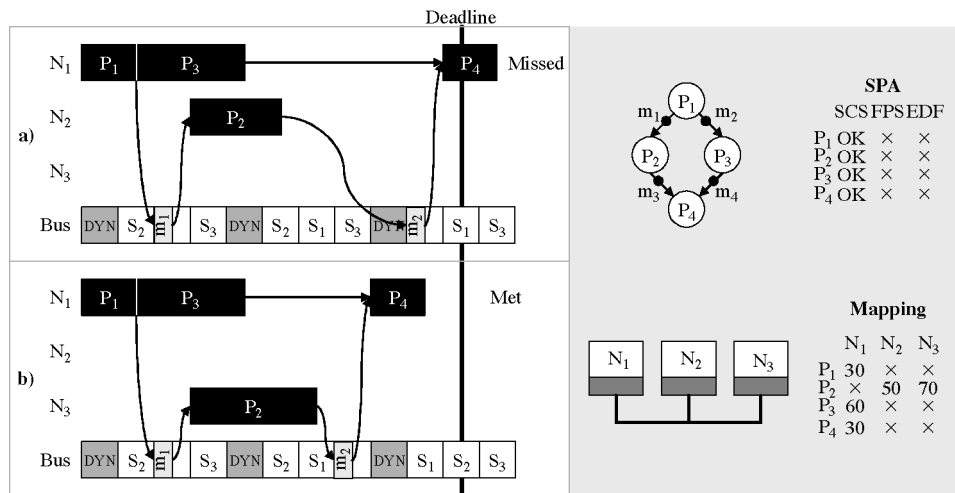 Deadline
N1 P1 P3 P4 Missed
a) N2 P2
N3
Bus DYN S2 m1 S3 DYN S2 S1 S3 DYN m2 S1 S3
N1 P1 P3 P4 Met
N2
b) N3 P2
Bus DYN S2 m1 S3 DYN S2 S1 m2 DYN S1 S2 S3
P1
m1 m2
P2 P3
m3 m4
P4
SPA
SCS FPS EDF
P1 OK × ×
P2 OK × ×
P3 OK × ×
P4 OK × ×
N1 N2 N3
Mapping
N1 N2 N3
P1 30 × ×
P2 × 50 70
P3 60 × ×
P4 30 × ×